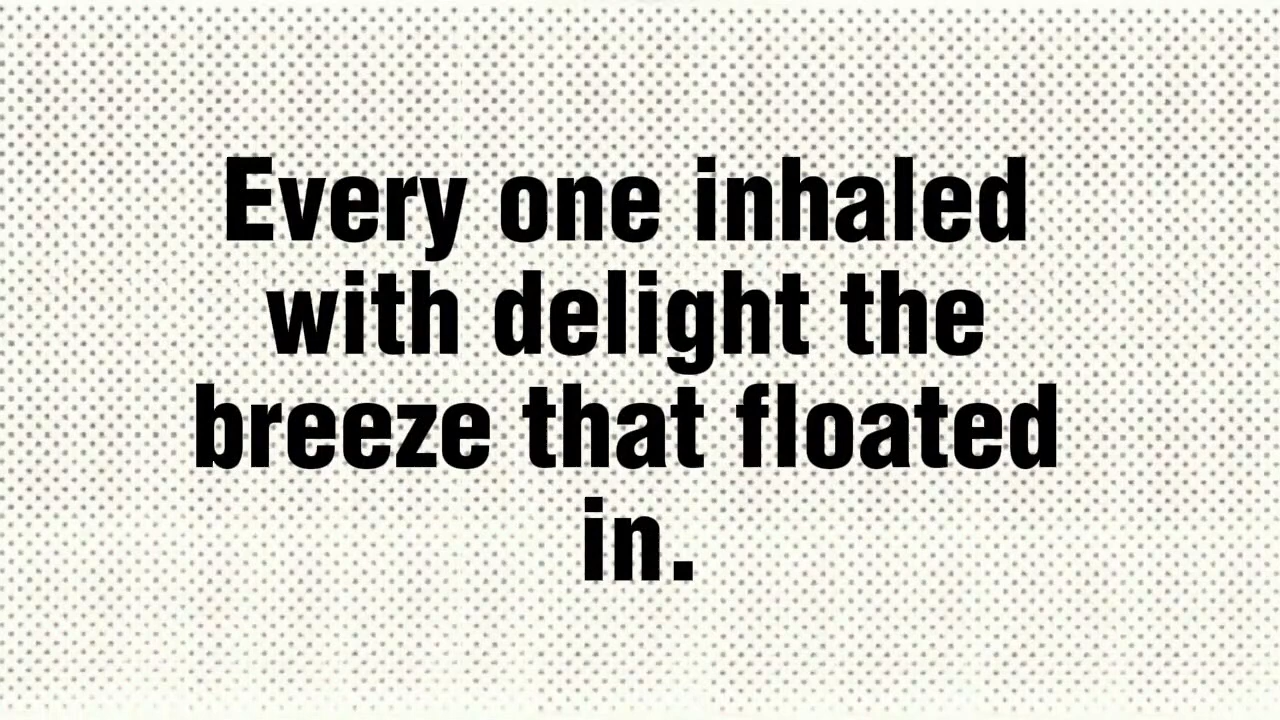 Every one inhaled
with delight the
breeze that floated
in.